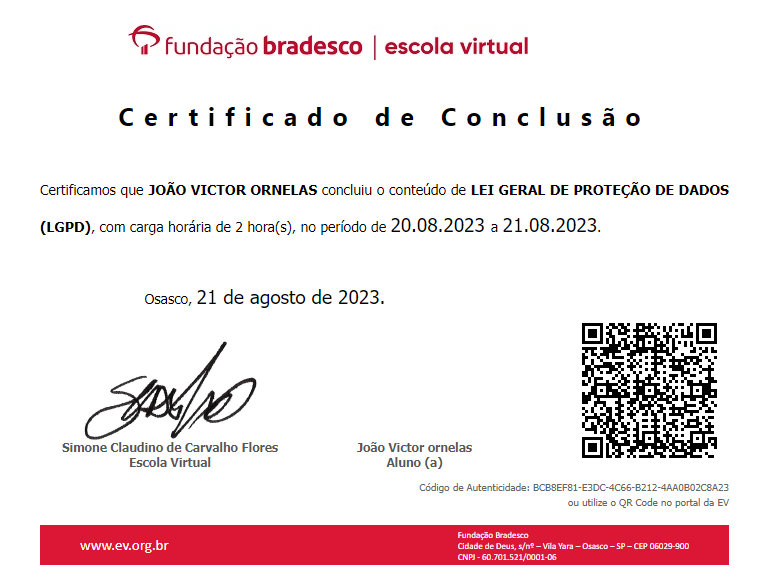 fundação bradesco | escola virtual
Certificado de Conclusão
Certificamos que JOÃO VICTOR ORNELAS concluiu o conteúdo de LEI GERAL DE PROTEÇÃO DE DADOS
(LGPD), com carga horária de 2 hora(s), no período de 20.08.2023 a 21.08.2023.
Osasco, 21 de agosto de 2023.
Simone Claudino de Carvalho Flores
Escola Virtual
João Victor ornelas
Aluno (a)
Código de Autenticidade: BCB8EF81-E3DC-4C66-B212-4AA0B02C8A23
ou utilize o QR Code no portal da EV
www.ev.org.br
Fundação Bradesco
Cidade de Deus, s/nº – Vila Yara – Osasco – SP – CEP 06029-900
CNPJ - 60.701.521/0001-06